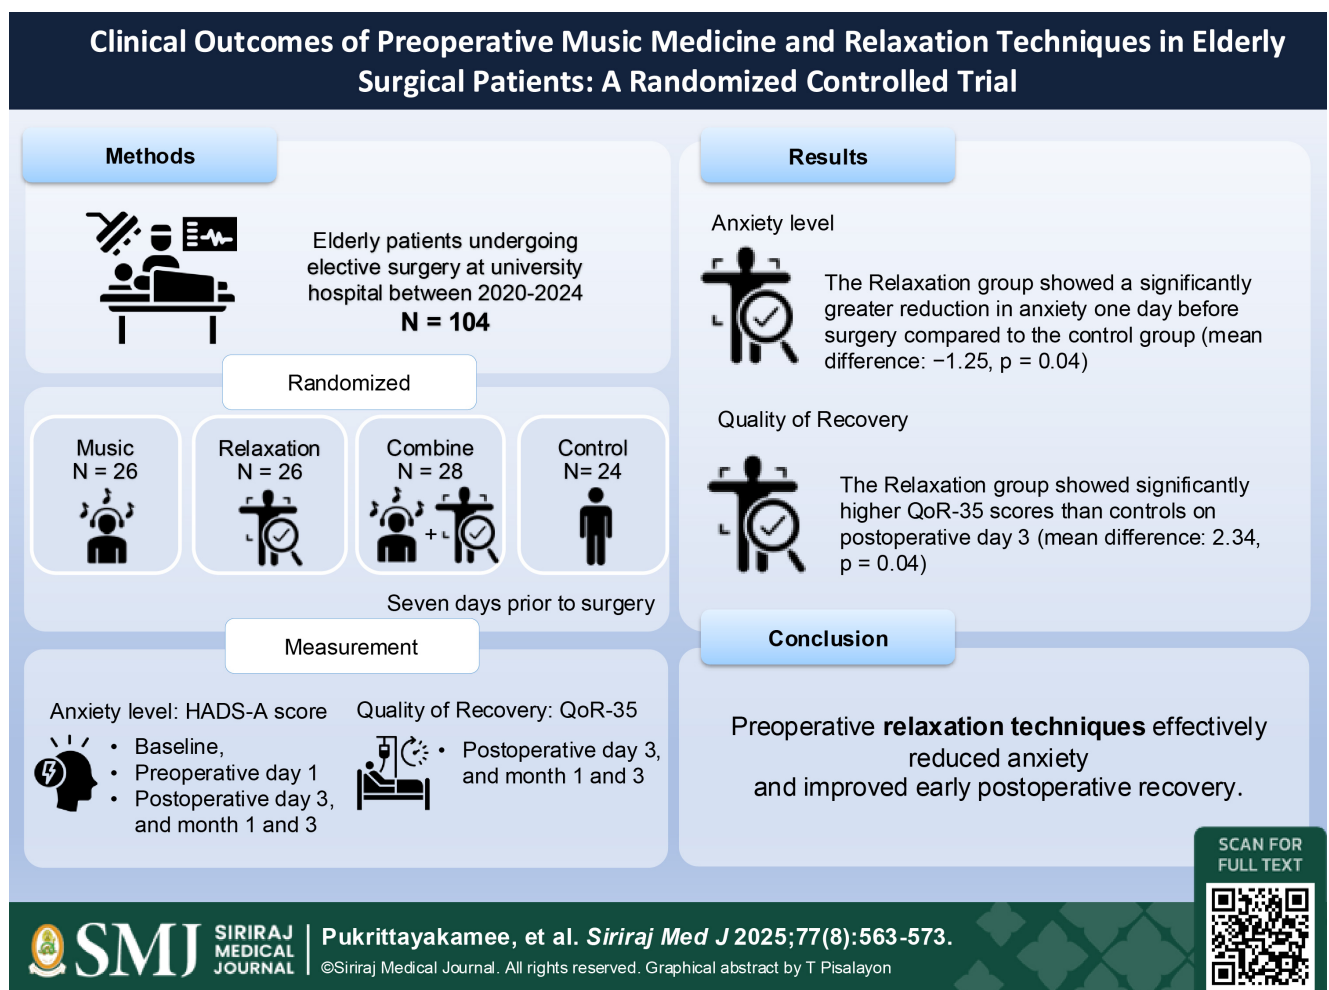 Clinical Outcomes of Preoperative Music Medicine and Relaxation Techniques in Elderly
Surgical Patients: A Randomized Controlled Trial
Methods
Elderly patients undergoing
elective surgery at university
hospital between 2020-2024
N = 104
Randomized
Music
N = 26
Relaxation
N = 26
Combine
N = 28
+
Control
N= 24
Seven days prior to surgery
Measurement
Anxiety level: HADS-A score
• Baseline,
• Preoperative day 1
• Postoperative day 3,
and month 1 and 3
Quality of Recovery: QoR-35
• Postoperative day 3,
and month 1 and 3
Results
Anxiety level
The Relaxation group showed a significantly
greater reduction in anxiety one day before
surgery compared to the control group (mean
difference: −1.25, p = 0.04)
Quality of Recovery
The Relaxation group showed significantly
higher QoR-35 scores than controls on
postoperative day 3 (mean difference: 2.34,
p = 0.04)
Conclusion
Preoperative relaxation techniques effectively
reduced anxiety
and improved early postoperative recovery.
SCAN FOR
FULL TEXT
SMJ
SIRIRAJ
MEDICAL
JOURNAL
Pukrittayakamee, et al. Siriraj Med J 2025;77(8):563-573.
©Siriraj Medical Journal. All rights reserved. Graphical abstract by T Pisalayon